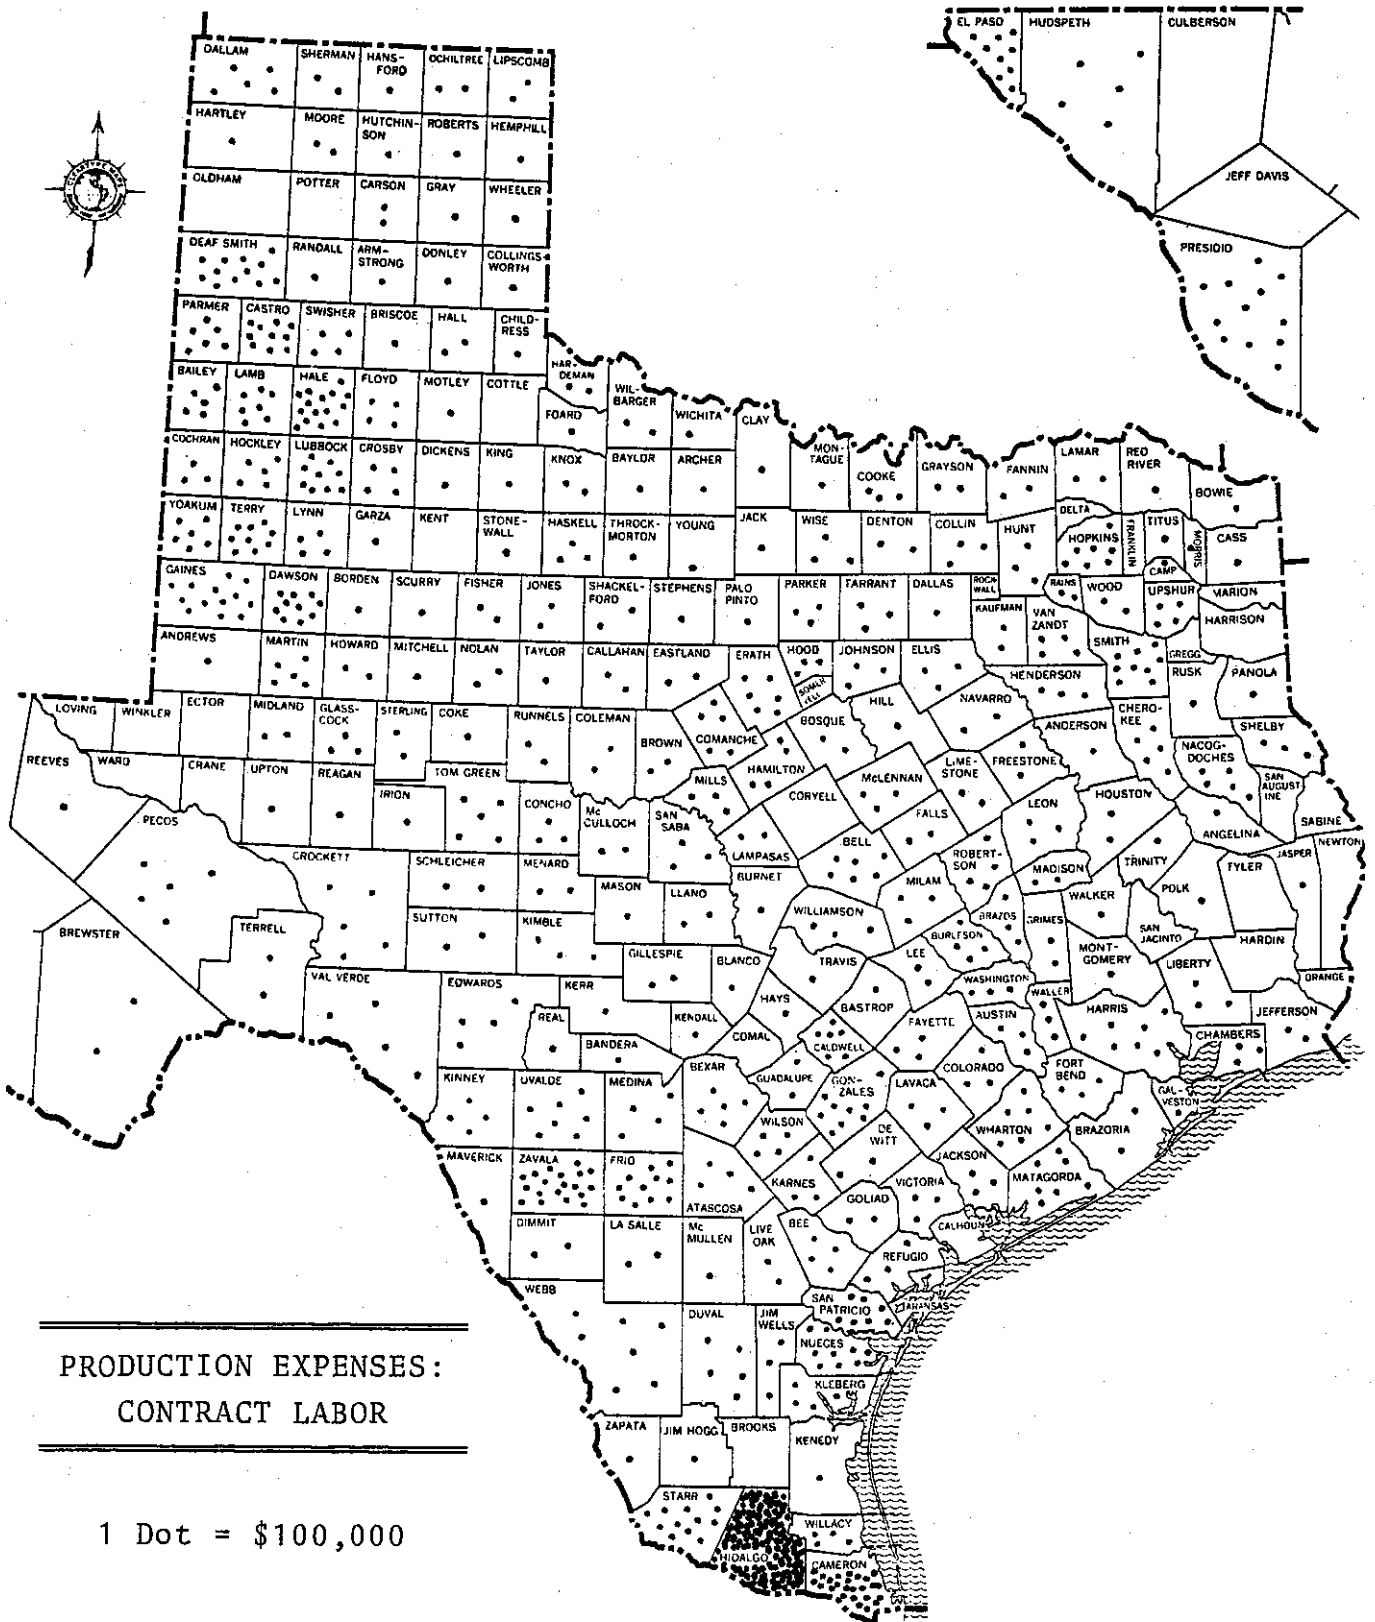 EL PASO HUDSPETH CULBERSON
DALLAM SHERMAN HANS-
FORD OCHILTREE LIPSCOMB
HARTLEY MOORE HUTCHIN-
SON ROBERTS HEMPHILL
OLDHAM POTTER CARSON GRAY WHEELER
JEFF DAVIS
DEAF SMITH RANDALL ARM-
STRONG DONLEY COLLINGS-
WORTH
PRESIDIO
PARMER CASTRO SWISHER BRISCOE HALL CHILD-
RESS
BAILEY LAMB HALE FLOYD MOTLEY COTTLE
HAR-
DEMAN
FOARD
WIL-
BARGER
WICHITA
CLAY
COCHRAN HOCKLEY LUBBOCK CROSBY DICKENS KING KNOX BAYLOR ARCHER
MON-
TAGUE
COOKE
GRAYSON
FANNIN
LAMAR
RED
RIVER
BOWIE
YOAKUM TERRY LYNN GARZA KENT STONE-
WALL HASKELL THROCK-
MORTON YOUNG JACK WISE DENTON COLLIN HUNT
DELTA
HOPKINS
FRANKLIN
TITUS
MORRIS
CASS
CAMP
GAINES DAWSON BORDEN SCURRY FISHER JONES SHACKEL-
FORD STEPHENS PALO
PINTO PARKER TARRANT DALLAS ROCK-
WALL
RAINS
WOOD
UPSHUR
MARION
KAUFMAN
VAN
ZANDT
HARRISON
ANDREWS MARTIN HOWARD MITCHELL NOLAN TAYLOR CALLAHAN EASTLAND ERATH HOOD JOHNSON ELLIS
SMITH
GREGG
RUSK
PANOLA
HENDERSON
LOVING WINKLER ECTOR MIDLAND GLASS-
COCK STERLING COKE RUNNELS COLEMAN BROWN COMANCHE
BOSQUE HILL NAVARRO ANDERSON
CHERO-
KEE
SHELBY
NACOG-
DOCHES
REEVES WARD CRANE UPTON REAGAN TOM GREEN
IRION
CONCHO
MC
CULLOCH
SAN
SABA
MILLS
HAMILTON
CORYELL
MCLENNAN
LIME-
STONE
FREESTONE
LEON
HOUSTON
SAN
AUGUST
INE
SABINE
ANGELINA
PECOS CROCKETT SCHLEICHER MENARD MASON LLANO LAMPASAS
BURNET
BELL
FALLS
ROBERT-
SON
MADISON
TRINITY
POLK
TYLER
JASPER
NEWTON
BREWSTER TERRELL SUTTON KIMBLE GILLESPIE BLANCO
WILLIAMSON
MILAM
BRAZOS
GRIMES
WALKER
SAN
JACINTO
HARDIN
BURLESON
TRAVIS
LEE
WASHINGTON
MONT-
GOMERY
LIBERTY
ORANGE
VAL VERDE EDWARDS KERR
REAL
BANDERA
KENDALL
HAYS
COMAL
BASTROP
CALDWELL
FAYETTE
AUSTIN
WALLER
HARRIS
JEFFERSON
CHAMBERS
KINNEY UVALDE MEDINA BEXAR
GUADALUPE
GON-
ZALES
LAVACA
COLORADO
FORT
BEND
GAL-
VESTON
WILSON
DE
WITT
WHARTON
BRAZORIA
MAVERICK ZAVALA FRIO ATASCOSA
KARNES
GOLIAD
VICTORIA
JACKSON
MATAGORDA
CALHOUN
DIMMIT LA SALLE MC
MULLEN LIVE
OAK
BEE
REFUGIO
WEBB DUVAL JIM
WELLS
SAN
PATRICIO
ARANSAS
NUECES
KLEBERG
PRODUCTION EXPENSES:
CONTRACT LABOR
ZAPATA JIM HOGG BROOKS KENEDY
STARR HIDALGO WILLACY
CAMERON
1 Dot = $100,000